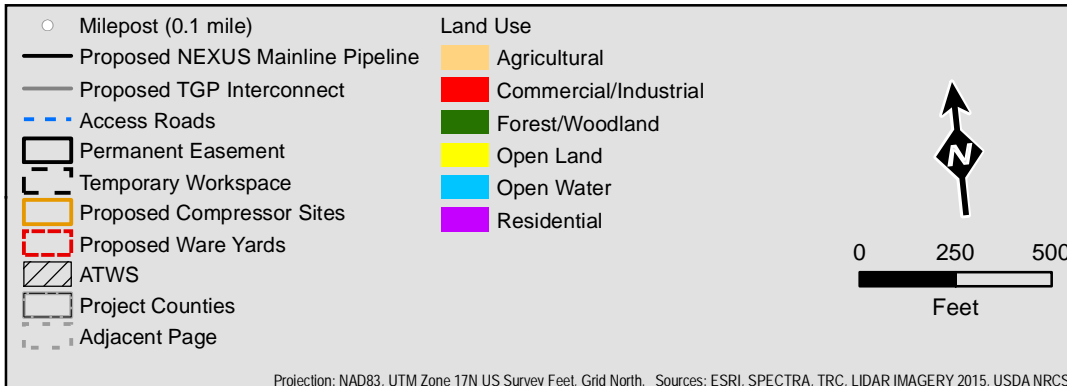 Milepost (0.1 mile)
Proposed NEXUS Mainline Pipeline
Proposed TGP Interconnect
Access Roads
Permanent Easement
Temporary Workspace
Proposed Compressor Sites
Proposed Ware Yards
ATWS
Project Counties
Adjacent Page
Land Use
Agricultural
Commercial/Industrial
Forest/Woodland
Open Land
Open Water
Residential
N
0 250 500
Feet
Projection: NAD83, UTM Zone 17N US Survey Feet, Grid North, Sources: ESRI, SPECTRA, TRC, LIDAR IMAGERY 2015, USDA NRCS